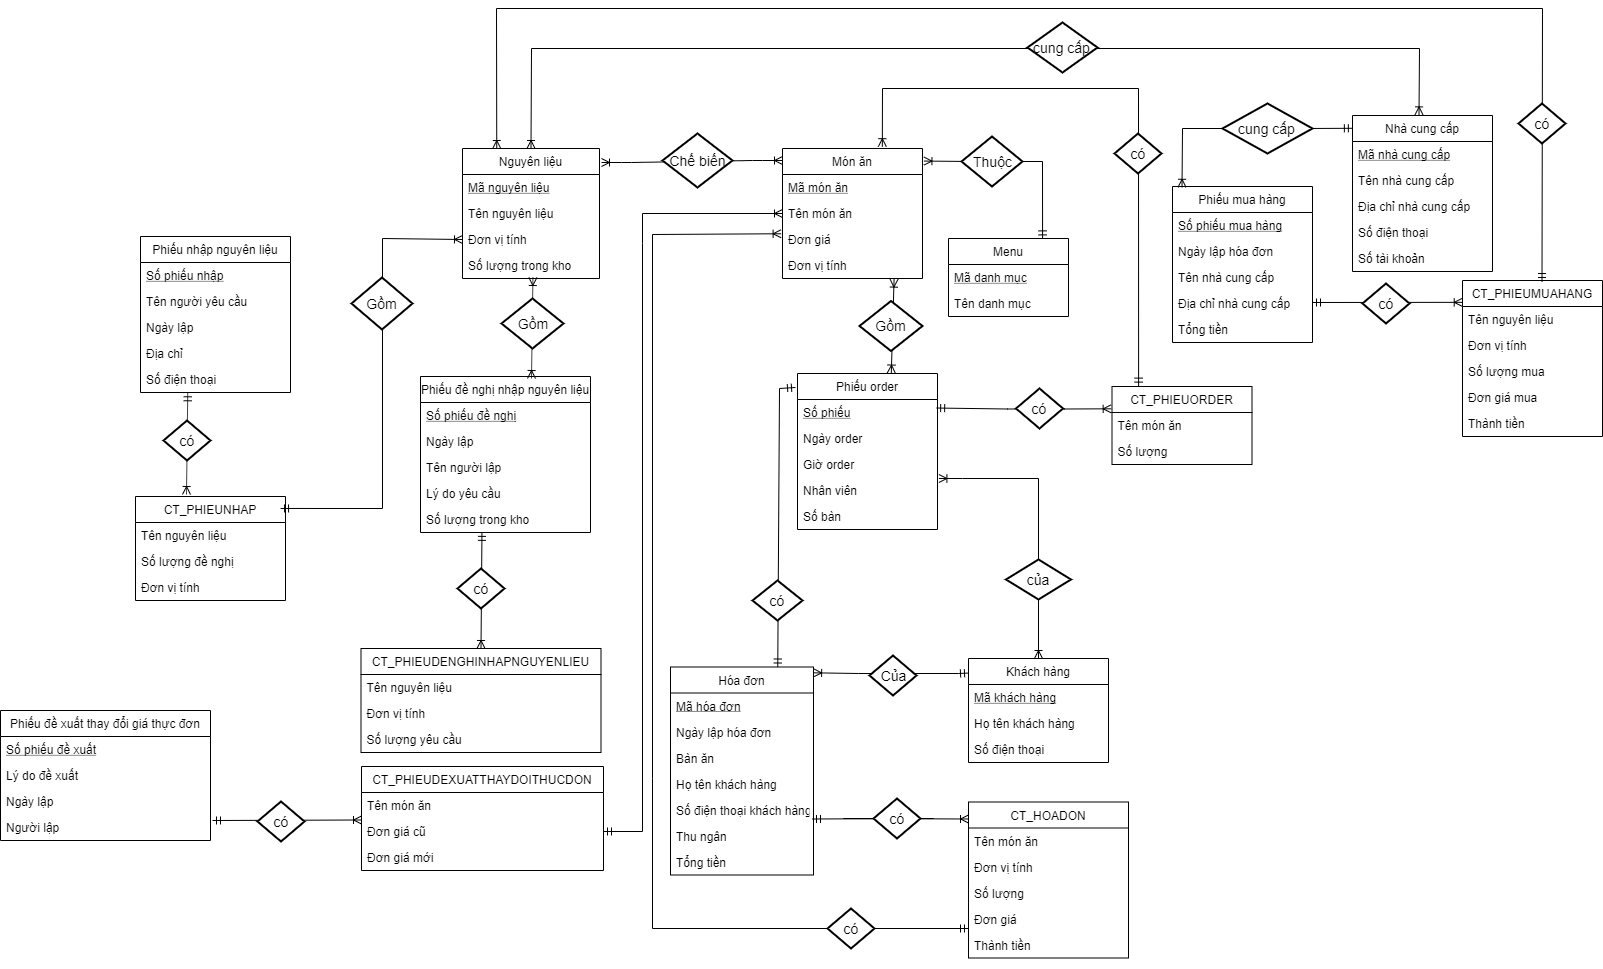 cung cấp
có
cung cấp
Nhà cung cấp
Mã nhà cung cấp
Tên nhà cung cấp
Địa chỉ nhà cung cấp
Số điện thoại
Số tài khoản
Nguyên liệu
Mã nguyên liệu
Tên nguyên liệu
Đơn vị tính
Số lượng trong kho
Chế biến
Món ăn
Mã món ăn
Tên món ăn
Đơn giá
Đơn vị tính
Thuộc
có
Phiếu mua hàng
Số phiếu mua hàng
Ngày lập hóa đơn
Tên nhà cung cấp
Địa chỉ nhà cung cấp
Tổng tiền
Menu
Mã danh mục
Tên danh mục
có
CT_PHIEUMUAHANG
Tên nguyên liệu
Đơn vị tính
Số lượng mua
Đơn giá mua
Thành tiền
Phiếu nhập nguyên liệu
Số phiếu nhập
Tên người yêu cầu
Ngày lập
Địa chỉ
Số điện thoại
Gồm
Gồm
Gồm
Phiếu đề nghị nhập nguyên liệu
Số phiếu đề nghị
Ngày lập
Tên người lập
Lý do yêu cầu
Số lượng trong kho
Phiếu order
Số phiếu
Ngày order
Giờ order
Nhân viên
Số bàn
có
CT_PHIEUORDER
Tên món ăn
Số lượng
có
CT_PHIEUNHAP
Tên nguyên liệu
Số lượng đề nghị
Đơn vị tính
có
có
của
CT_PHIEUDENGHINHAPNGUYENLIEU
Tên nguyên liệu
Đơn vị tính
Số lượng yêu cầu
Hóa đơn
Mã hóa đơn
Ngày lập hóa đơn
Bàn ăn
Họ tên khách hàng
Số điện thoại khách hàng
Thu ngân
Tổng tiền
Của
Khách hàng
Mã khách hàng
Họ tên khách hàng
Số điện thoại
Phiếu đề xuất thay đổi giá thực đơn
Số phiếu đề xuất
Lý do đề xuất
Ngày lập
Người lập
có
CT_PHIEUDEXUATTHAYDOITHUCDON
Tên món ăn
Đơn giá cũ
Đơn giá mới
có
CT_HOADON
Tên món ăn
Đơn vị tính
Số lượng
Đơn giá
Thành tiền
có